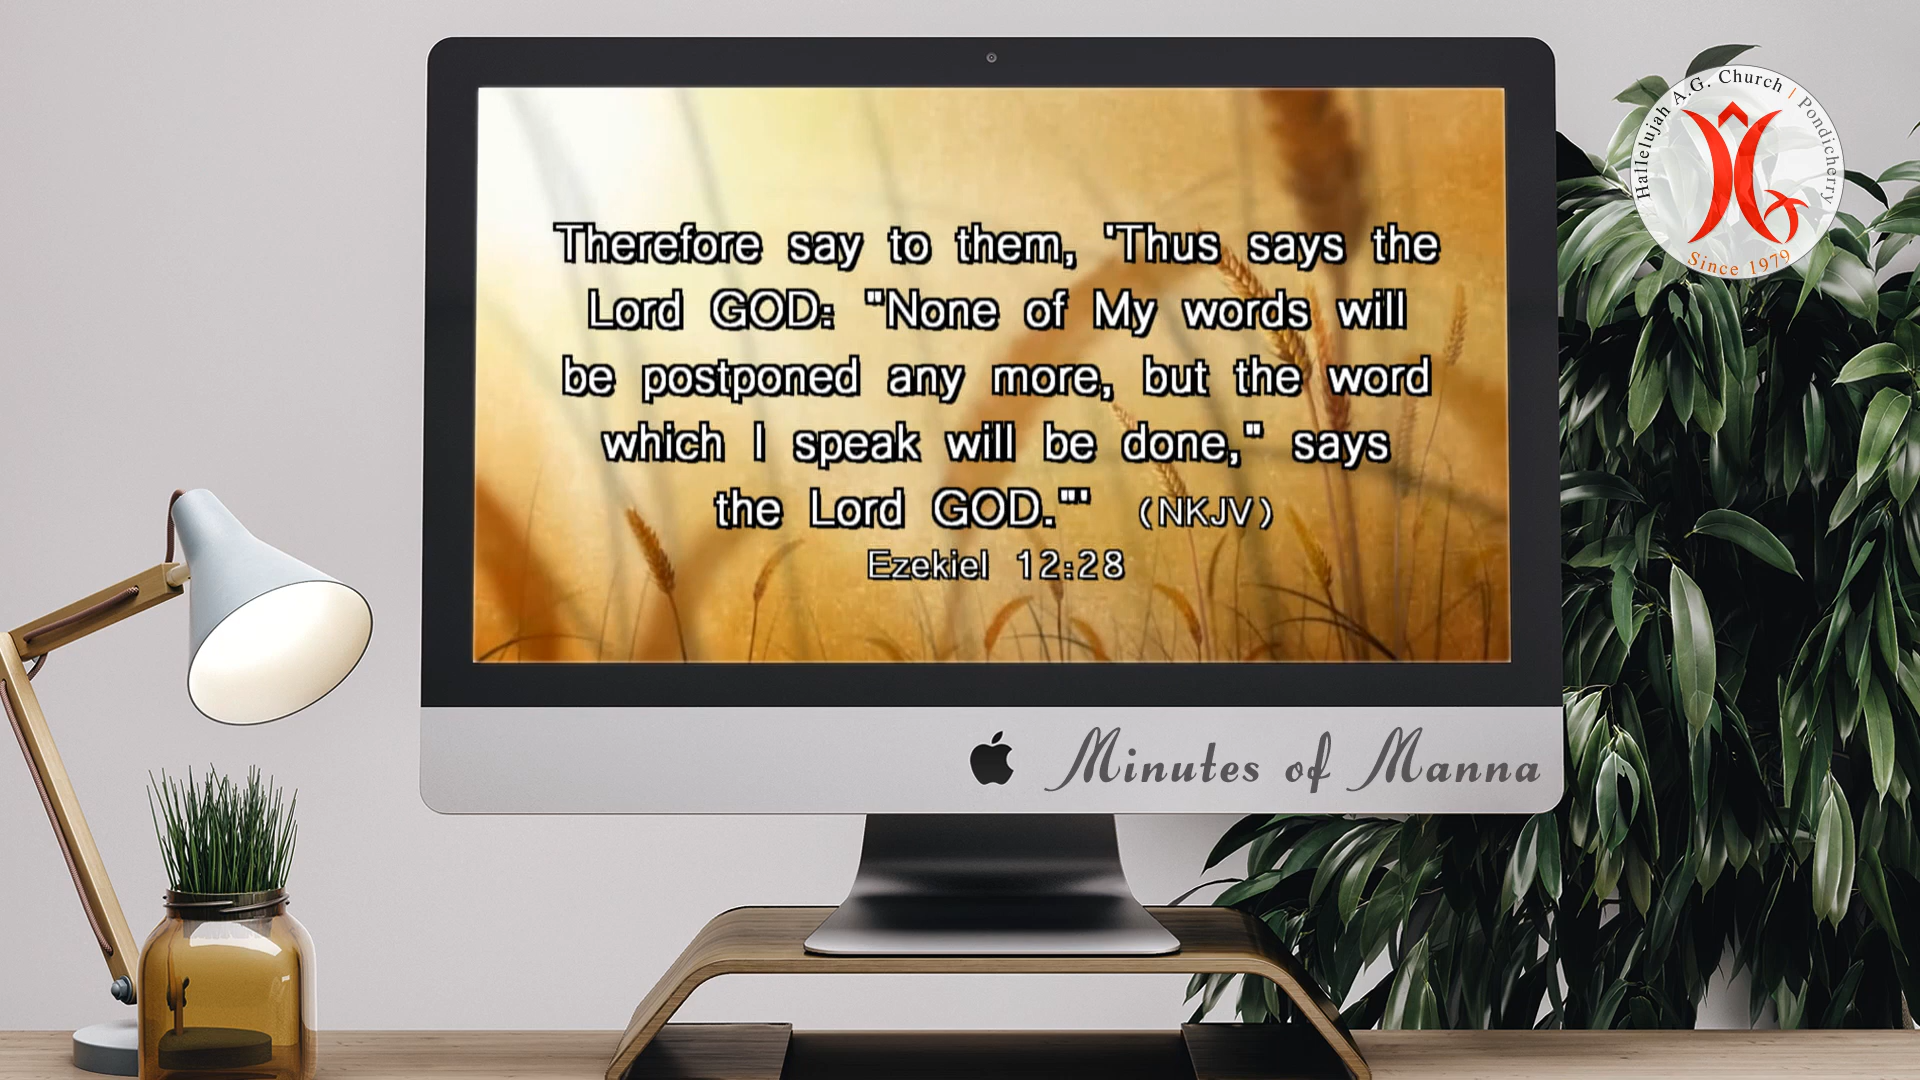 Therefore say to them, 'Thus says the
Lord GOD: "None of My words will
be postponed any more, but the word
which I speak will be done," says
the Lord GOD."' (NKJV)
Ezekiel 12:28
Minutes of Manna
Hallelujah A.G. Church | Pondicherry
Since 1979